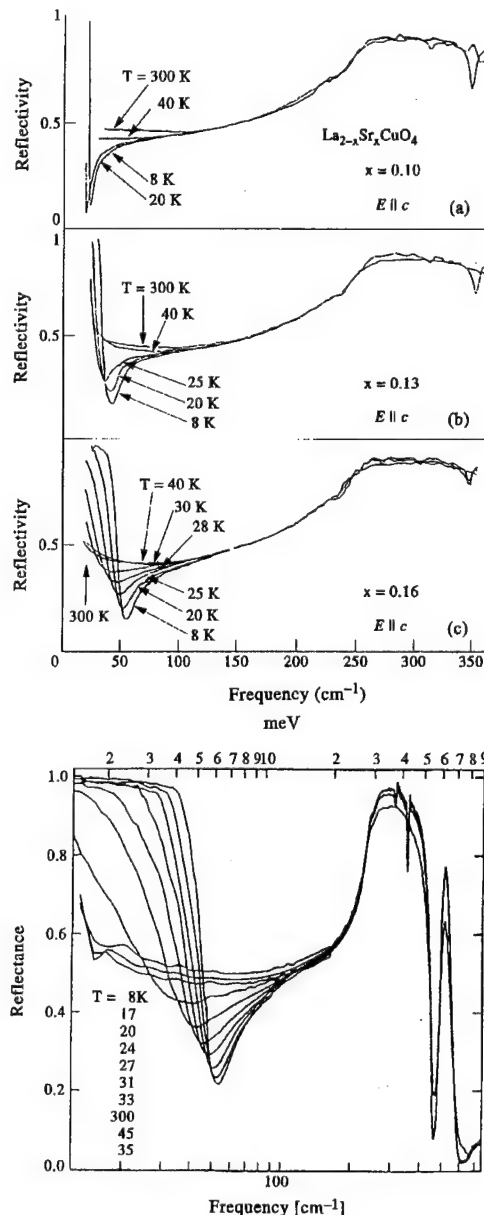 1
Reflectivity
T = 300 K
40 K
0.5
La2-xSrxCuO4
8 K
x = 0.10
20 K
E || c
(a)
0
1
Reflectivity
T = 300 K
40 K
0.5
25 K
x = 0.13
20 K
8 K
E || c
(b)
Reflectivity
T = 40 K
30 K
28 K
0.5
25 K
300 K
20 K
x = 0.16
8 K
E || c
(c)
0 50 100 150 200 250 300 350
Frequency (cm⁻¹)
meV
2 3 4 5 6 7 8 9 10 2 3 4 5 6 7 8 9
1.0
0.8
0.6
Reflectance
0.4
T = 8K
17
20
0.2
24
27
31
33
300
45
0.0
35
100
Frequency [cm⁻¹]